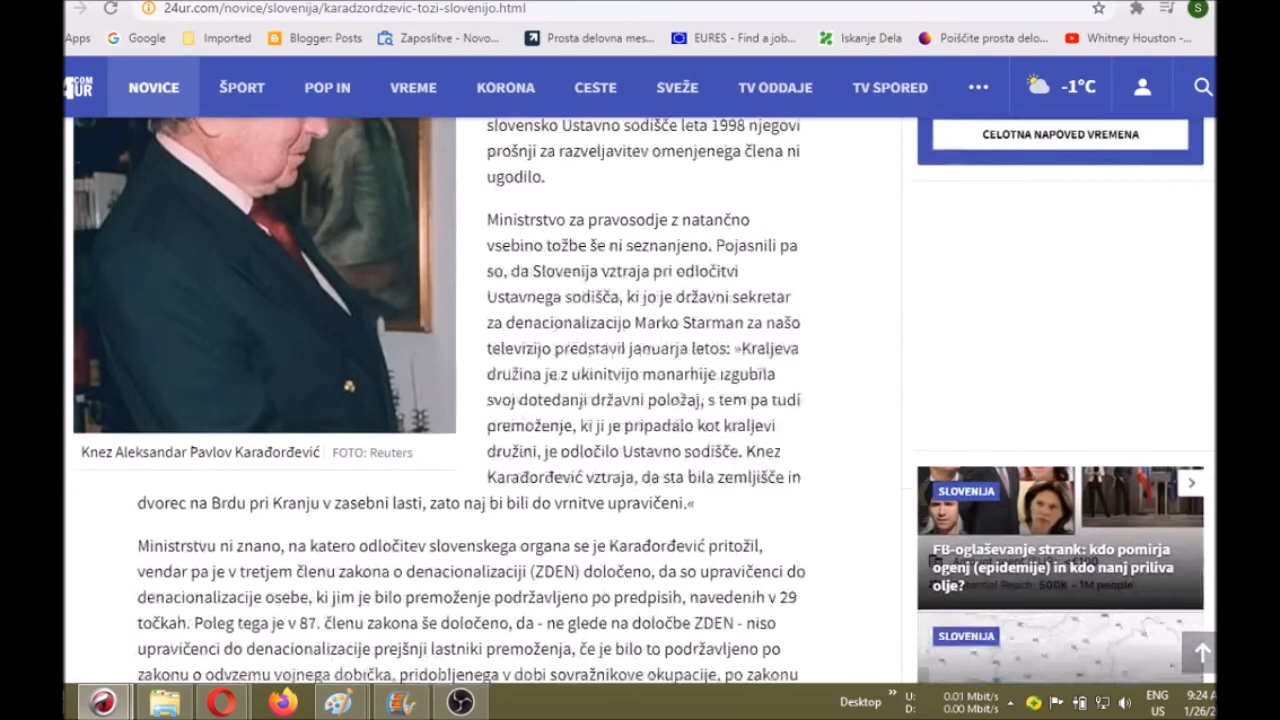 24ur.com/novice/slovenija/karadzordzevic-tozi-slovenijo.html
S
Apps Google Imported Blogger: Posts Zaposlitve - Novo... Prosta delovna mes... EURES - Find a job... Iskanje Dela Poiščite prosta delo... Whitney Houston -...
COM
UR
NOVICE ŠPORT POP IN VREME KORONA CESTE SVEŽE TV ODDAJE TV SPORED ••• -1°C
slovensko Ustavno sodišče leta 1998 njegovi
prošnji za razveljavitev omenjenega člena ni
ugodilo.
Ministrstvo za pravosodje z natančno
vsebino tožbe še ni seznanjeno. Pojasnili pa
so, da Slovenija vztraja pri odločitvi
Ustavnega sodišča, ki jo je državni sekretar
za denacionalizacijo Marko Starman za našo
televizijo predstavil januarja letos: »Kraljeva
družina je z ukinitvijo monarhije izgubila
svoj dotedanji državni položaj, s tem pa tudi
premoženje, ki ji je pripadalo kot kraljevi
družini, je odločilo Ustavno sodišče. Knez
Karađorđević vztraja, da sta bila zemljišče in
dvorec na Brdu pri Kranju v zasebni lasti, zato naj bi bili do vrnitve upravičeni.«
Knez Aleksandar Pavlov Karađorđević FOTO: Reuters
Ministrstvu ni znano, na katero odločitev slovenskega organa se je Karađorđević pritožil,
vendar pa je v tretjem členu zakona o denacionalizaciji (ZDEN) določeno, da so upravičenci do
denacionalizacije osebe, ki jim je bilo premoženje podržavljeno po predpisih, navedenih v 29
točkah. Poleg tega je v 87. členu zakona še določeno, da - ne glede na določbe ZDEN - niso
upravičenci do denacionalizacije prejšnji lastniki premoženja, če je bilo to podržavljeno po
zakonu o odvzemu vojnega dobička, pridobljenega v dobi sovražnikove okupacije, po zakonu
CELOTNA NAPOVED VREMENA
SLOVENIJA
FB-oglaševanje strank: kdo pomirja
ogenj (epidemije) in kdo nanj priliva
olje?
500K - 1M people
SLOVENIJA
Desktop » U: 0.01 Mbit/s
D: 0.00 Mbit/s
ENG
US
9:24
1/26/2